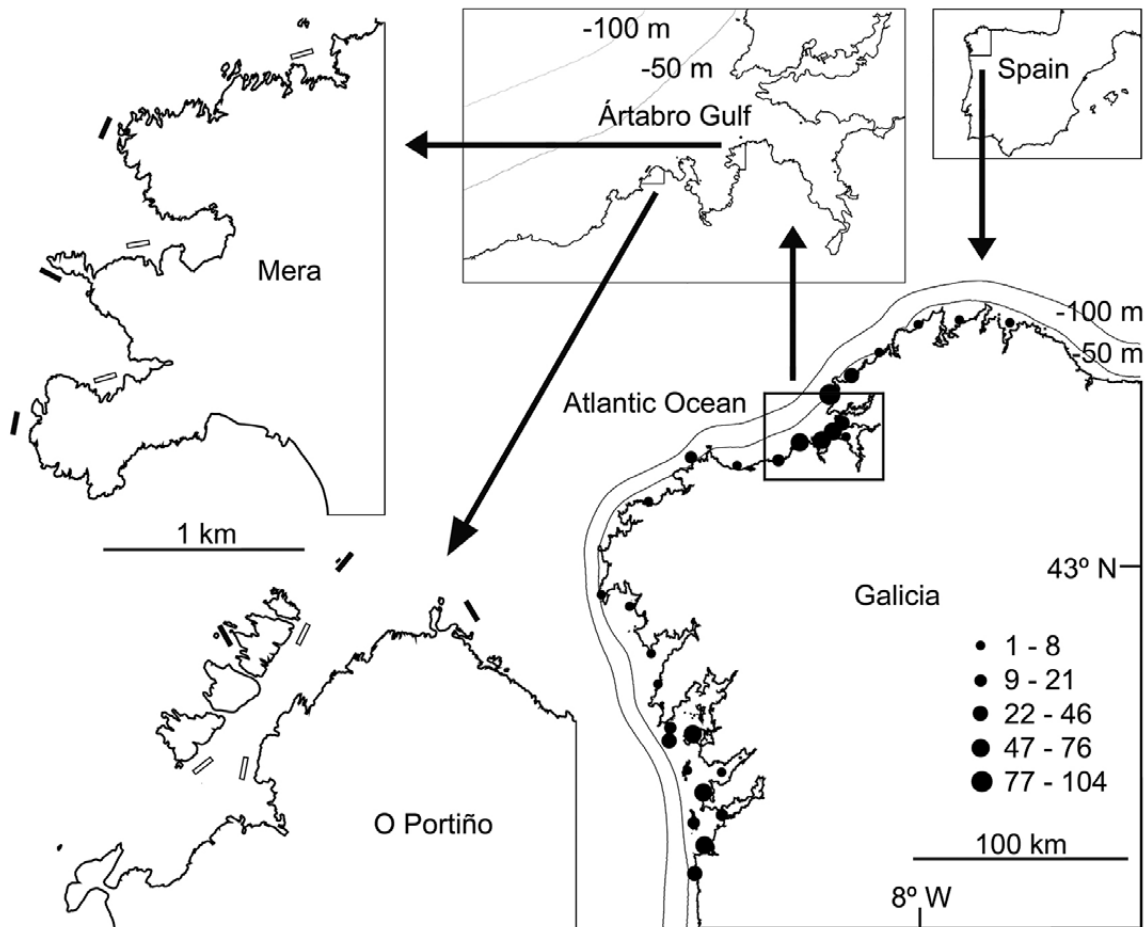 -100 m
-50 m
Ártabro Gulf
Spain
Mera
1 km
-100 m
-50 m
Atlantic Ocean
43º N
Galicia
1 - 8
9 - 21
22 - 46
47 - 76
77 - 104
O Portiño
100 km
8º W